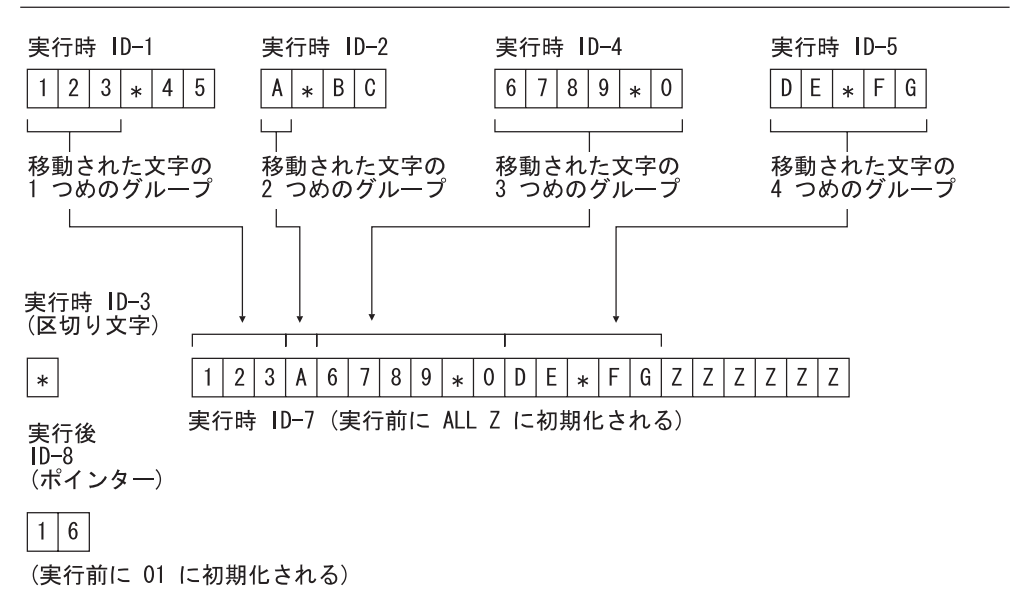 実行時 ID-1 実行時 ID-2 実行時 ID-4 実行時 ID-5
1 2 3 * 4 5 A * B C 6 7 8 9 * 0 D E * F G
移動された文字の 移動された文字の 移動された文字の 移動された文字の
1 つめのグループ 2 つめのグループ 3 つめのグループ 4 つめのグループ
実行時 ID-3
(区切り文字)
* 1 2 3 A 6 7 8 9 * 0 D E * F G Z Z Z Z Z Z
実行時 ID-7 (実行前に ALL Z に初期化される)
実行後
ID-8
(ポインター)
1 6
(実行前に 01 に初期化される)